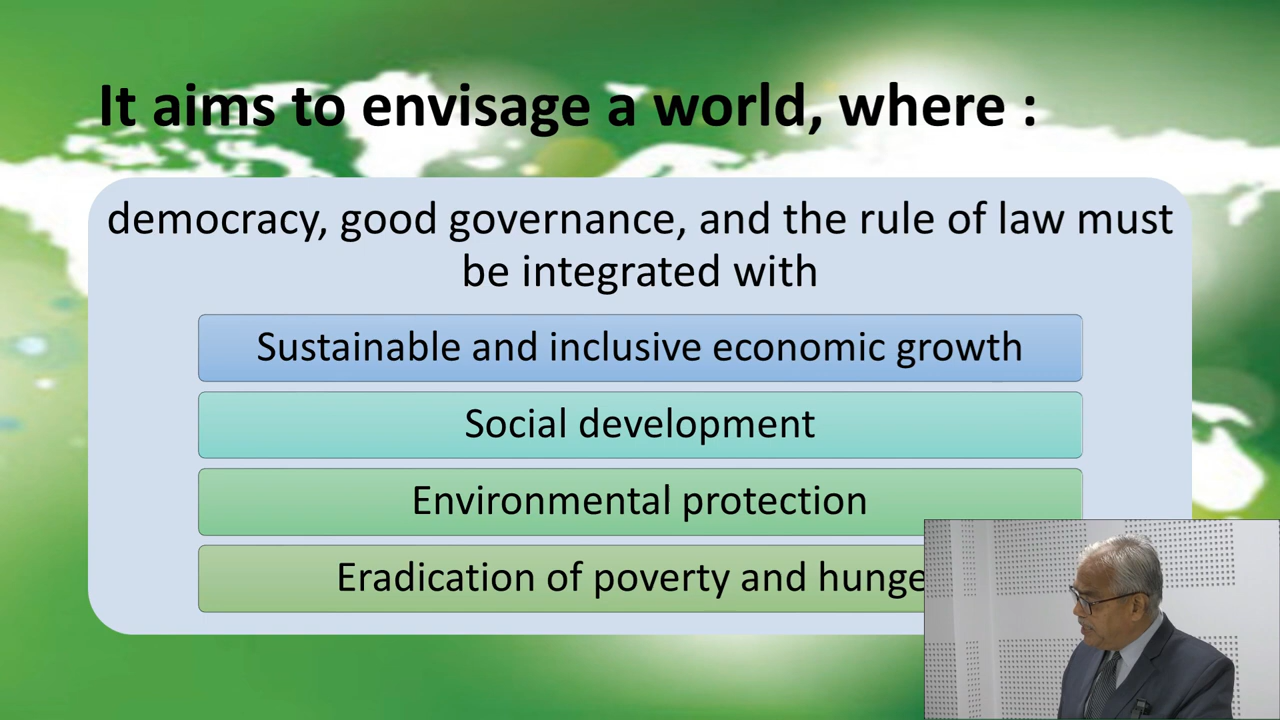 It aims to envisage a world, where :
democracy, good governance, and the rule of law must
be integrated with
Sustainable and inclusive economic growth
Social development
Environmental protection
Eradication of poverty and hunge